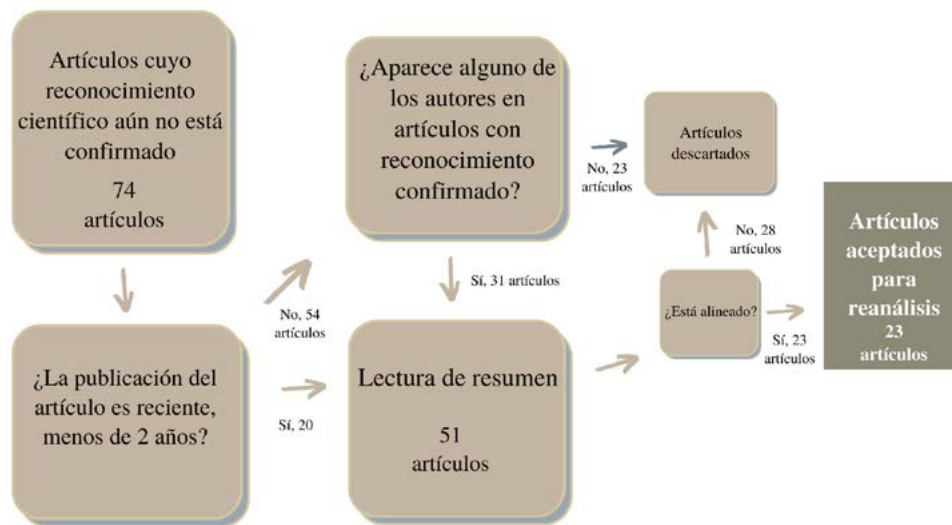 Artículos cuyo
reconocimiento
científico aún no está
confirmado
74
artículos
¿La publicación del
artículo es reciente,
menos de 2 años?
No, 54
artículos
Sí, 20
¿Aparece alguno de
los autores en
artículos con
reconocimiento
confirmado?
No, 23
artículos
Sí, 31 artículos
Lectura de resumen
51
artículos
Artículos
descartados
No, 28
artículos
¿Está alineado?
Sí, 23
artículos
Artículos
aceptados
para
reanálisis
23
artículos